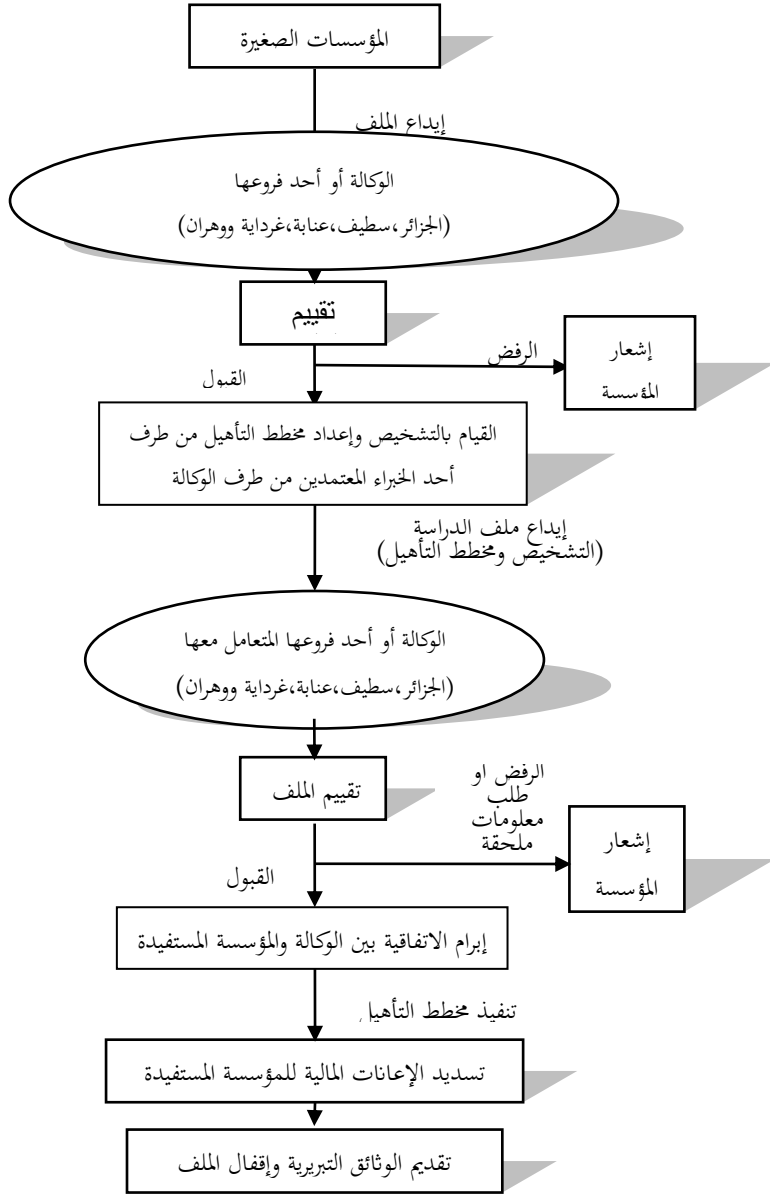 المؤسسات الصغيرة
إيداع الملف
الوكالة أو أحد فروعها
(الجزائر،سطيف،عنابة،غرداية ووهران)
تقييم
الرفض
إشعار
المؤسسة
القبول
القيام بالتشخيص وإعداد مخطط التأهيل من طرف
أحد الخبراء المعتمدين من طرف الوكالة
إيداع ملف الدراسة
(التشخيص ومخطط التأهيل)
الوكالة أو أحد فروعها المتعامل معها
(الجزائر،سطيف،عنابة،غرداية ووهران)
تقييم الملف
الرفض او
طلب
معلومات
ملحقة
إشعار
المؤسسة
القبول
إبرام الاتفاقية بين الوكالة والمؤسسة المستفيدة
تنفيذ مخطط التأهيل
تسديد الإعانات المالية للمؤسسة المستفيدة
تقديم الوثائق التبريرية وإقفال الملف